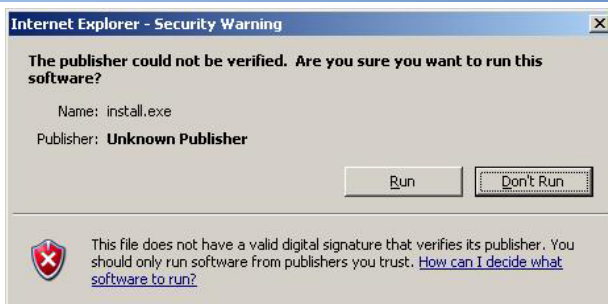 Internet Explorer - Security Warning
The publisher could not be verified. Are you sure you want to run this
software?
Name: install.exe
Publisher: Unknown Publisher
Run Don't Run
This file does not have a valid digital signature that verifies its publisher. You
should only run software from publishers you trust. How can I decide what
software to run?